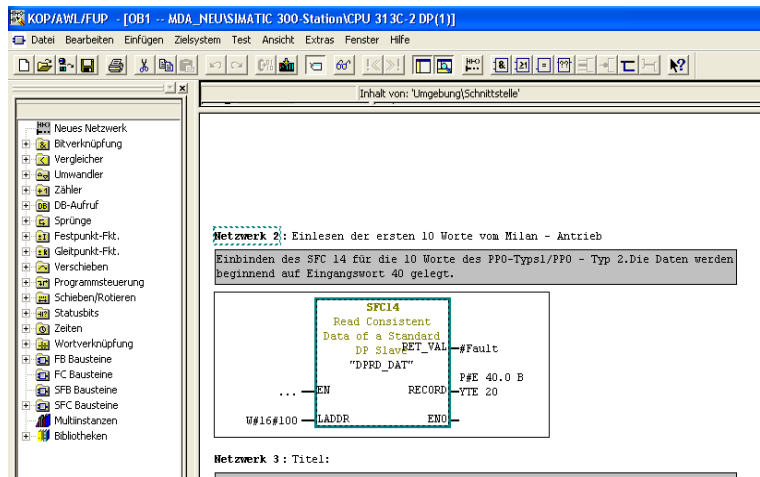 KOP/AWL/FUP - [OB1 -- MDA_NEU\SIMATIC 300-Station\CPU 313C-2 DP(1)]
Datei Bearbeiten Einfügen Zielsystem Test Ansicht Extras Fenster Hilfe
Inhalt von: 'Umgebung\Schnittstelle'
Neues Netzwerk
Bitverknüpfung
Vergleicher
Umwandler
Zähler
DB-Aufruf
Sprünge
Festpunkt-Fkt.
Gleitpunkt-Fkt.
Verschieben
Programmsteuerung
Schieben/Rotieren
Statusbits
Zeiten
Wortverknüpfung
FB Bausteine
FC Bausteine
SFB Bausteine
SFC Bausteine
Multiinstanzen
Bibliotheken
Netzwerk 2: Einlesen der ersten 10 Worte vom Milan - Antrieb
Einbinden des SFC 14 für die 10 Worte des PPO-Typs1/PPO - Typ 2.Die Daten werden
beginnend auf Eingangswort 40 gelegt.
SFC14
Read Consistent
Data of a Standard
DP Slave
RET_VAL #Fault
"DPRD_DAT"
P#E 40.0 B
... EN RECORD YTE 20
W#16#100 LADDR ENO
Netzwerk 3: Titel: